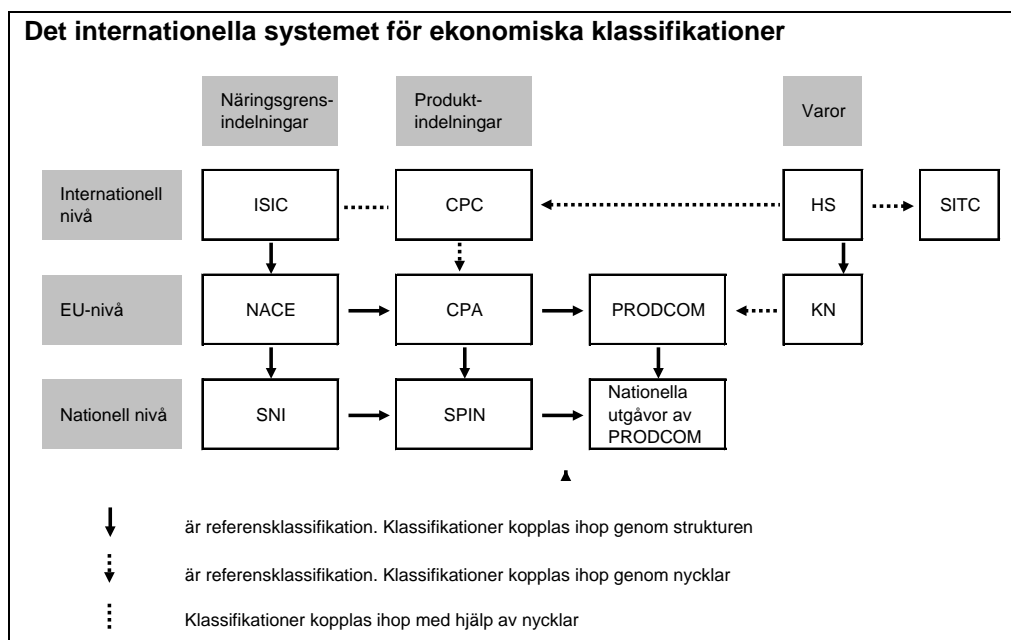 Det internationella systemet för ekonomiska klassifikationer
Näringsgrens-
indelningar
Produkt-
indelningar
Varor
Internationell
nivå
ISIC
CPC
HS
SITC
EU-nivå
NACE
CPA
PRODCOM
KN
Nationell nivå
SNI
SPIN
Nationella
utgåvor av
PRODCOM
är referensklassifikation. Klassifikationer kopplas ihop genom strukturen
är referensklassifikation. Klassifikationer kopplas ihop genom nycklar
Klassifikationer kopplas ihop med hjälp av nycklar